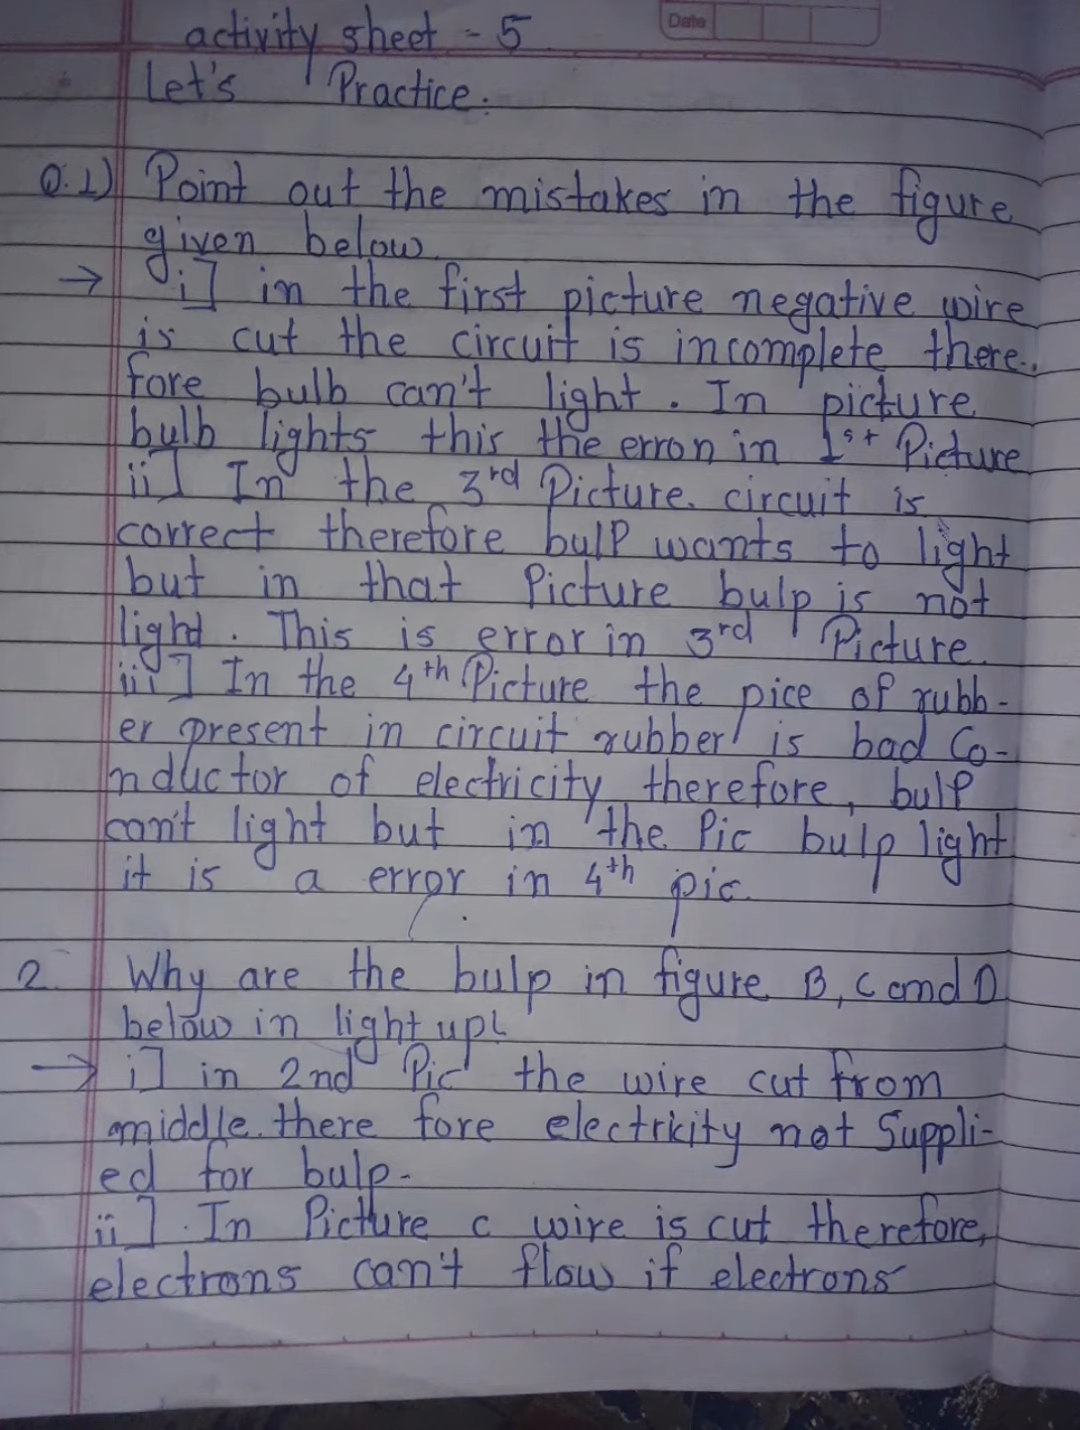 Date
activity sheet - 5
Let's Practice.
Q.1) Point out the mistakes in the figure
given below.
→ i] in the first picture negative wire
is cut the circuit is incomplete there..
fore bulb can't light. In picture
bulb lights this the erron in 1st Picture
ii] In the 3rd Picture. circuit is
correct therefore bulP wants to light
but in that Picture bulp is not
light. This is error in 3rd Picture.
iii] In the 4th Picture the pice of rubb-
er present in circuit rubber is bad Co-
nductor of electricity therefore, bulP
can't light but in the Pic bulp light
it is a error in 4th pic.
2. Why are the bulp in figure B, C and D
below in light up?
→ i] in 2nd Pic the wire cut from
middle. there fore electrkity not Suppli-
ed for bulp-
ii]. In Picture c wire is cut therefore,
electrons can't flow if electrons